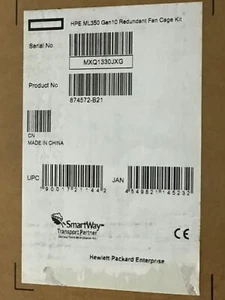 HPE ML350 Gen10 Redundant Fan Cage Kit
Serial No.
MXQ1330JXG
Product No
874572-B21
CN
MADE IN CHINA
UPC
JAN
SmartWay
Transport Partner
CE
Hewlett Packard Enterprise